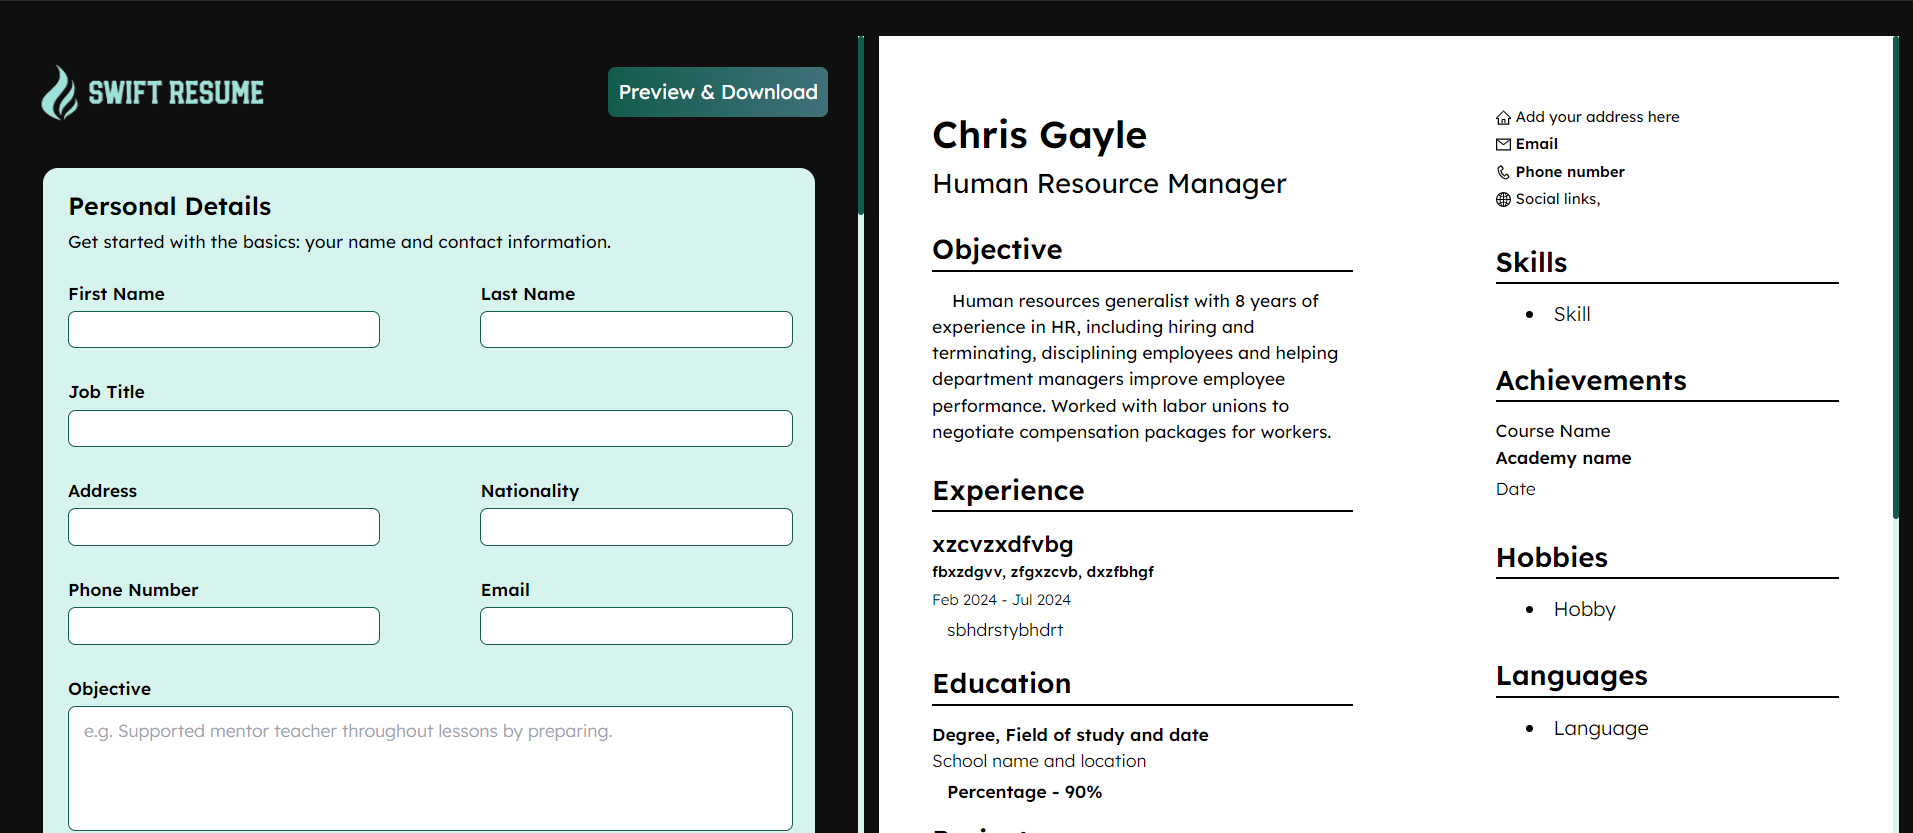 SWIFT RESUME
Preview & Download
Personal Details
Get started with the basics: your name and contact information.
First Name
Last Name
Job Title
Address
Nationality
Phone Number
Email
Objective
e.g. Supported mentor teacher throughout lessons by preparing.
Chris Gayle
Human Resource Manager
Objective
Human resources generalist with 8 years of
experience in HR, including hiring and
terminating, disciplining employees and helping
department managers improve employee
performance. Worked with labor unions to
negotiate compensation packages for workers.
Experience
xzcvzxdfvbg
fbxzdgvv, zfgxzcvb, dxzfbhgf
Feb 2024 - Jul 2024
sbhdrstybhdrt
Education
Degree, Field of study and date
School name and location
Percentage - 90%
Add your address here
Email
Phone number
Social links,
Skills
• Skill
Achievements
Course Name
Academy name
Date
Hobbies
• Hobby
Languages
• Language